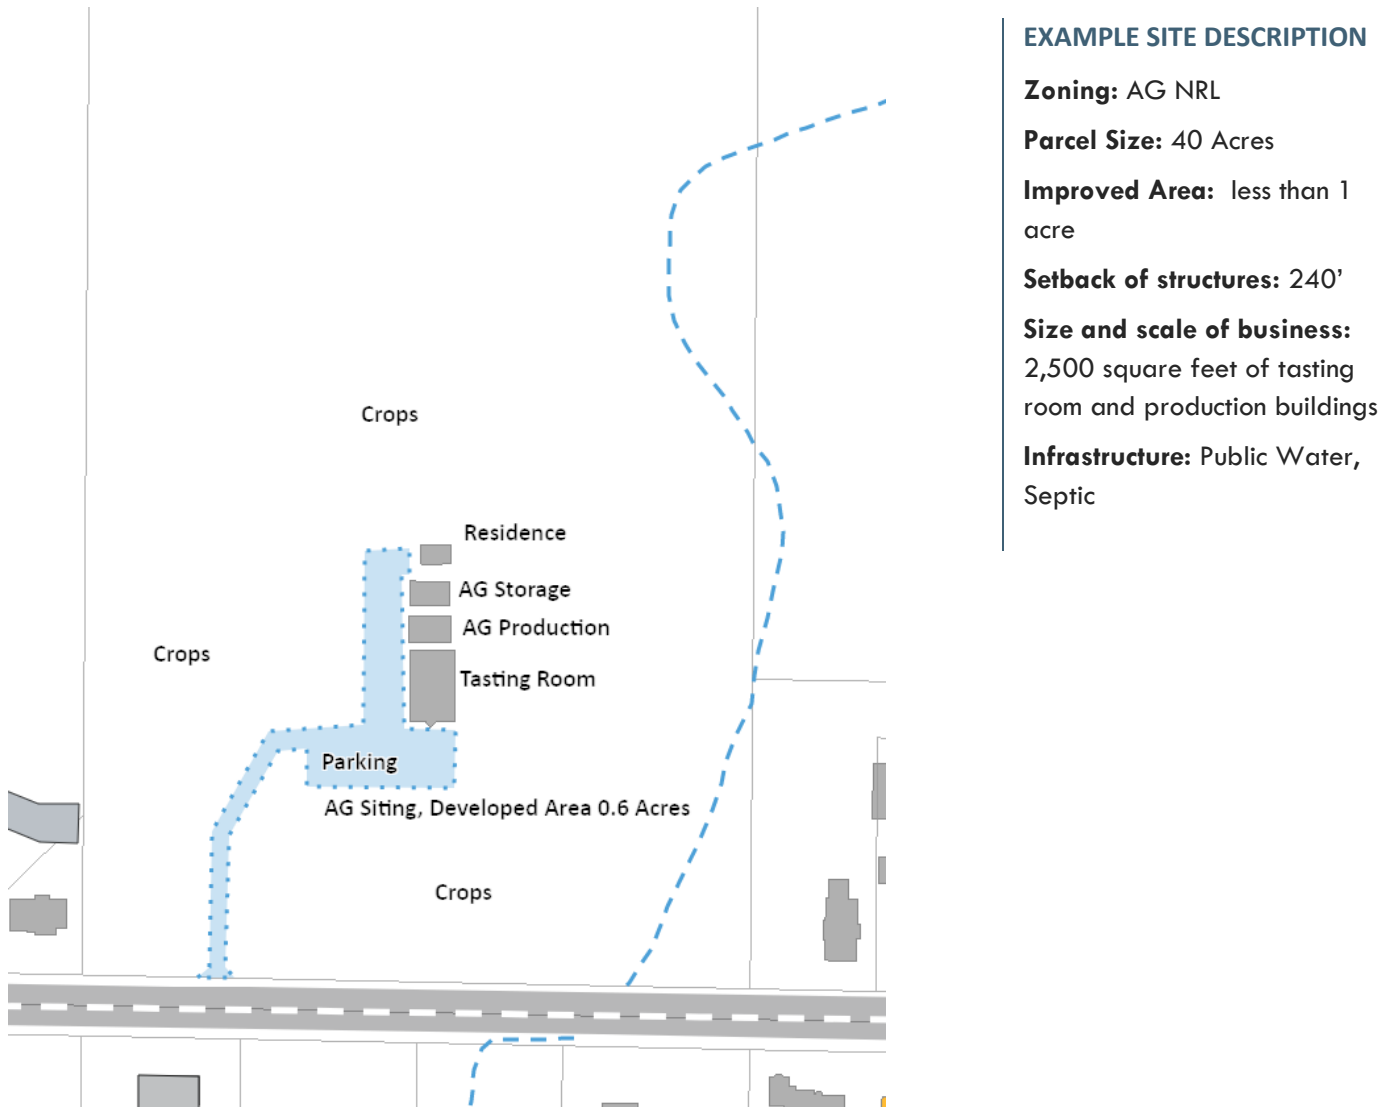 EXAMPLE SITE DESCRIPTION
Zoning: AG NRL
Parcel Size: 40 Acres
Improved Area: less than 1
acre
Setback of structures: 240’
Size and scale of business:
2,500 square feet of tasting
room and production buildings
Infrastructure: Public Water,
Septic
Crops
Residence
AG Storage
AG Production
Crops
Tasting Room
Parking
AG Siting, Developed Area 0.6 Acres
Crops